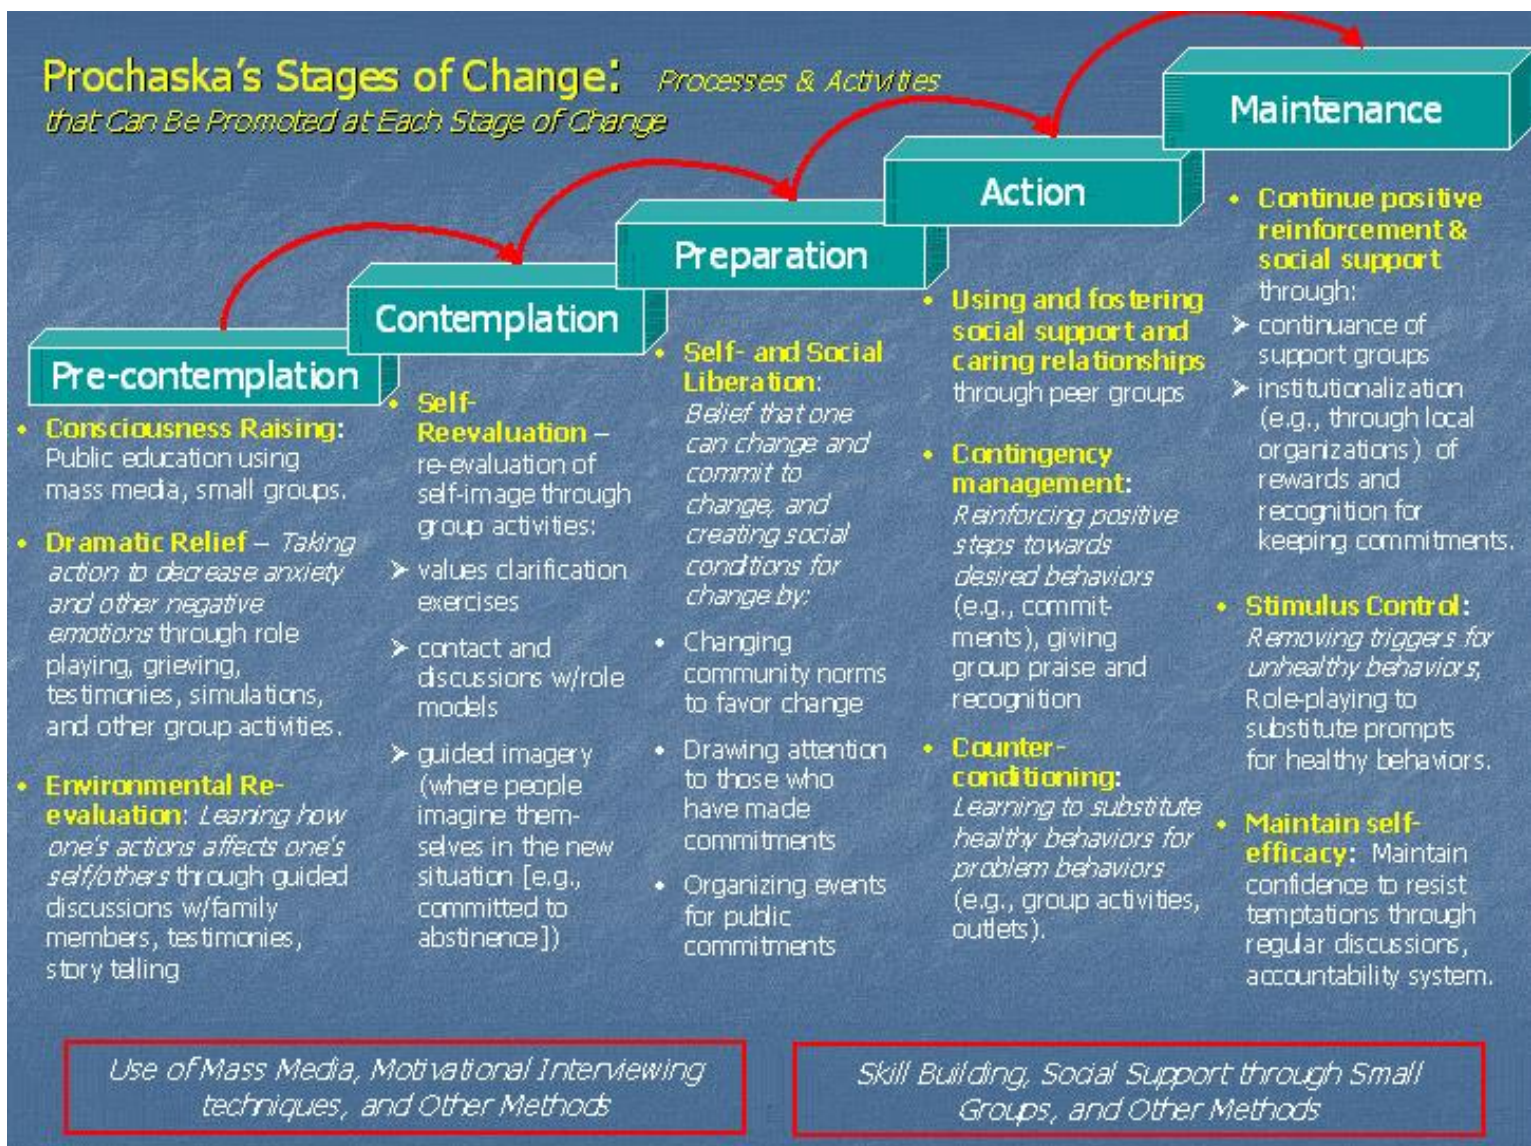 Prochaska's Stages of Change: Processes & Activities
that Can Be Promoted at Each Stage of Change
Pre-contemplation
• Consciousness Raising:
Public education using
mass media, small groups.
• Dramatic Relief – Taking
action to decrease anxiety
and other negative
emotions through role
playing, grieving,
testimonies, simulations,
and other group activities.
• Environmental Re-
evaluation: Learning how
one's actions affects one's
self/others through guided
discussions w/family
members, testimonies,
story telling
Contemplation
• Self-
Reevaluation –
re-evaluation of
self-image through
group activities:
➤ values clarification
exercises
➤ contact and
discussions w/role
models
➤ guided imagery
(where people
imagine them-
selves in the new
situation [e.g.,
committed to
abstinence])
Preparation
• Self- and Social
Liberation:
Belief that one
can change and
commit to
change, and
creating social
conditions for
change by:
• Changing
community norms
to favor change
• Drawing attention
to those who
have made
commitments
• Organizing events
for public
commitments
Action
• Using and fostering
social support and
caring relationships
through peer groups
• Contingency
management:
Reinforcing positive
steps towards
desired behaviors
(e.g., commit-
ments), giving
group praise and
recognition
• Counter-
conditioning:
Learning to substitute
healthy behaviors for
problem behaviors
(e.g., group activities,
outlets).
Maintenance
• Continue positive
reinforcement &
social support
through:
➤ continuance of
support groups
➤ institutionalization
(e.g., through local
organizations) of
rewards and
recognition for
keeping commitments.
• Stimulus Control:
Removing triggers for
unhealthy behaviors,
Role-playing to
substitute prompts
for healthy behaviors.
• Maintain self-
efficacy: Maintain
confidence to resist
temptations through
regular discussions,
accountability system.
Use of Mass Media, Motivational Interviewing
techniques, and Other Methods
Skill Building, Social Support through Small
Groups, and Other Methods